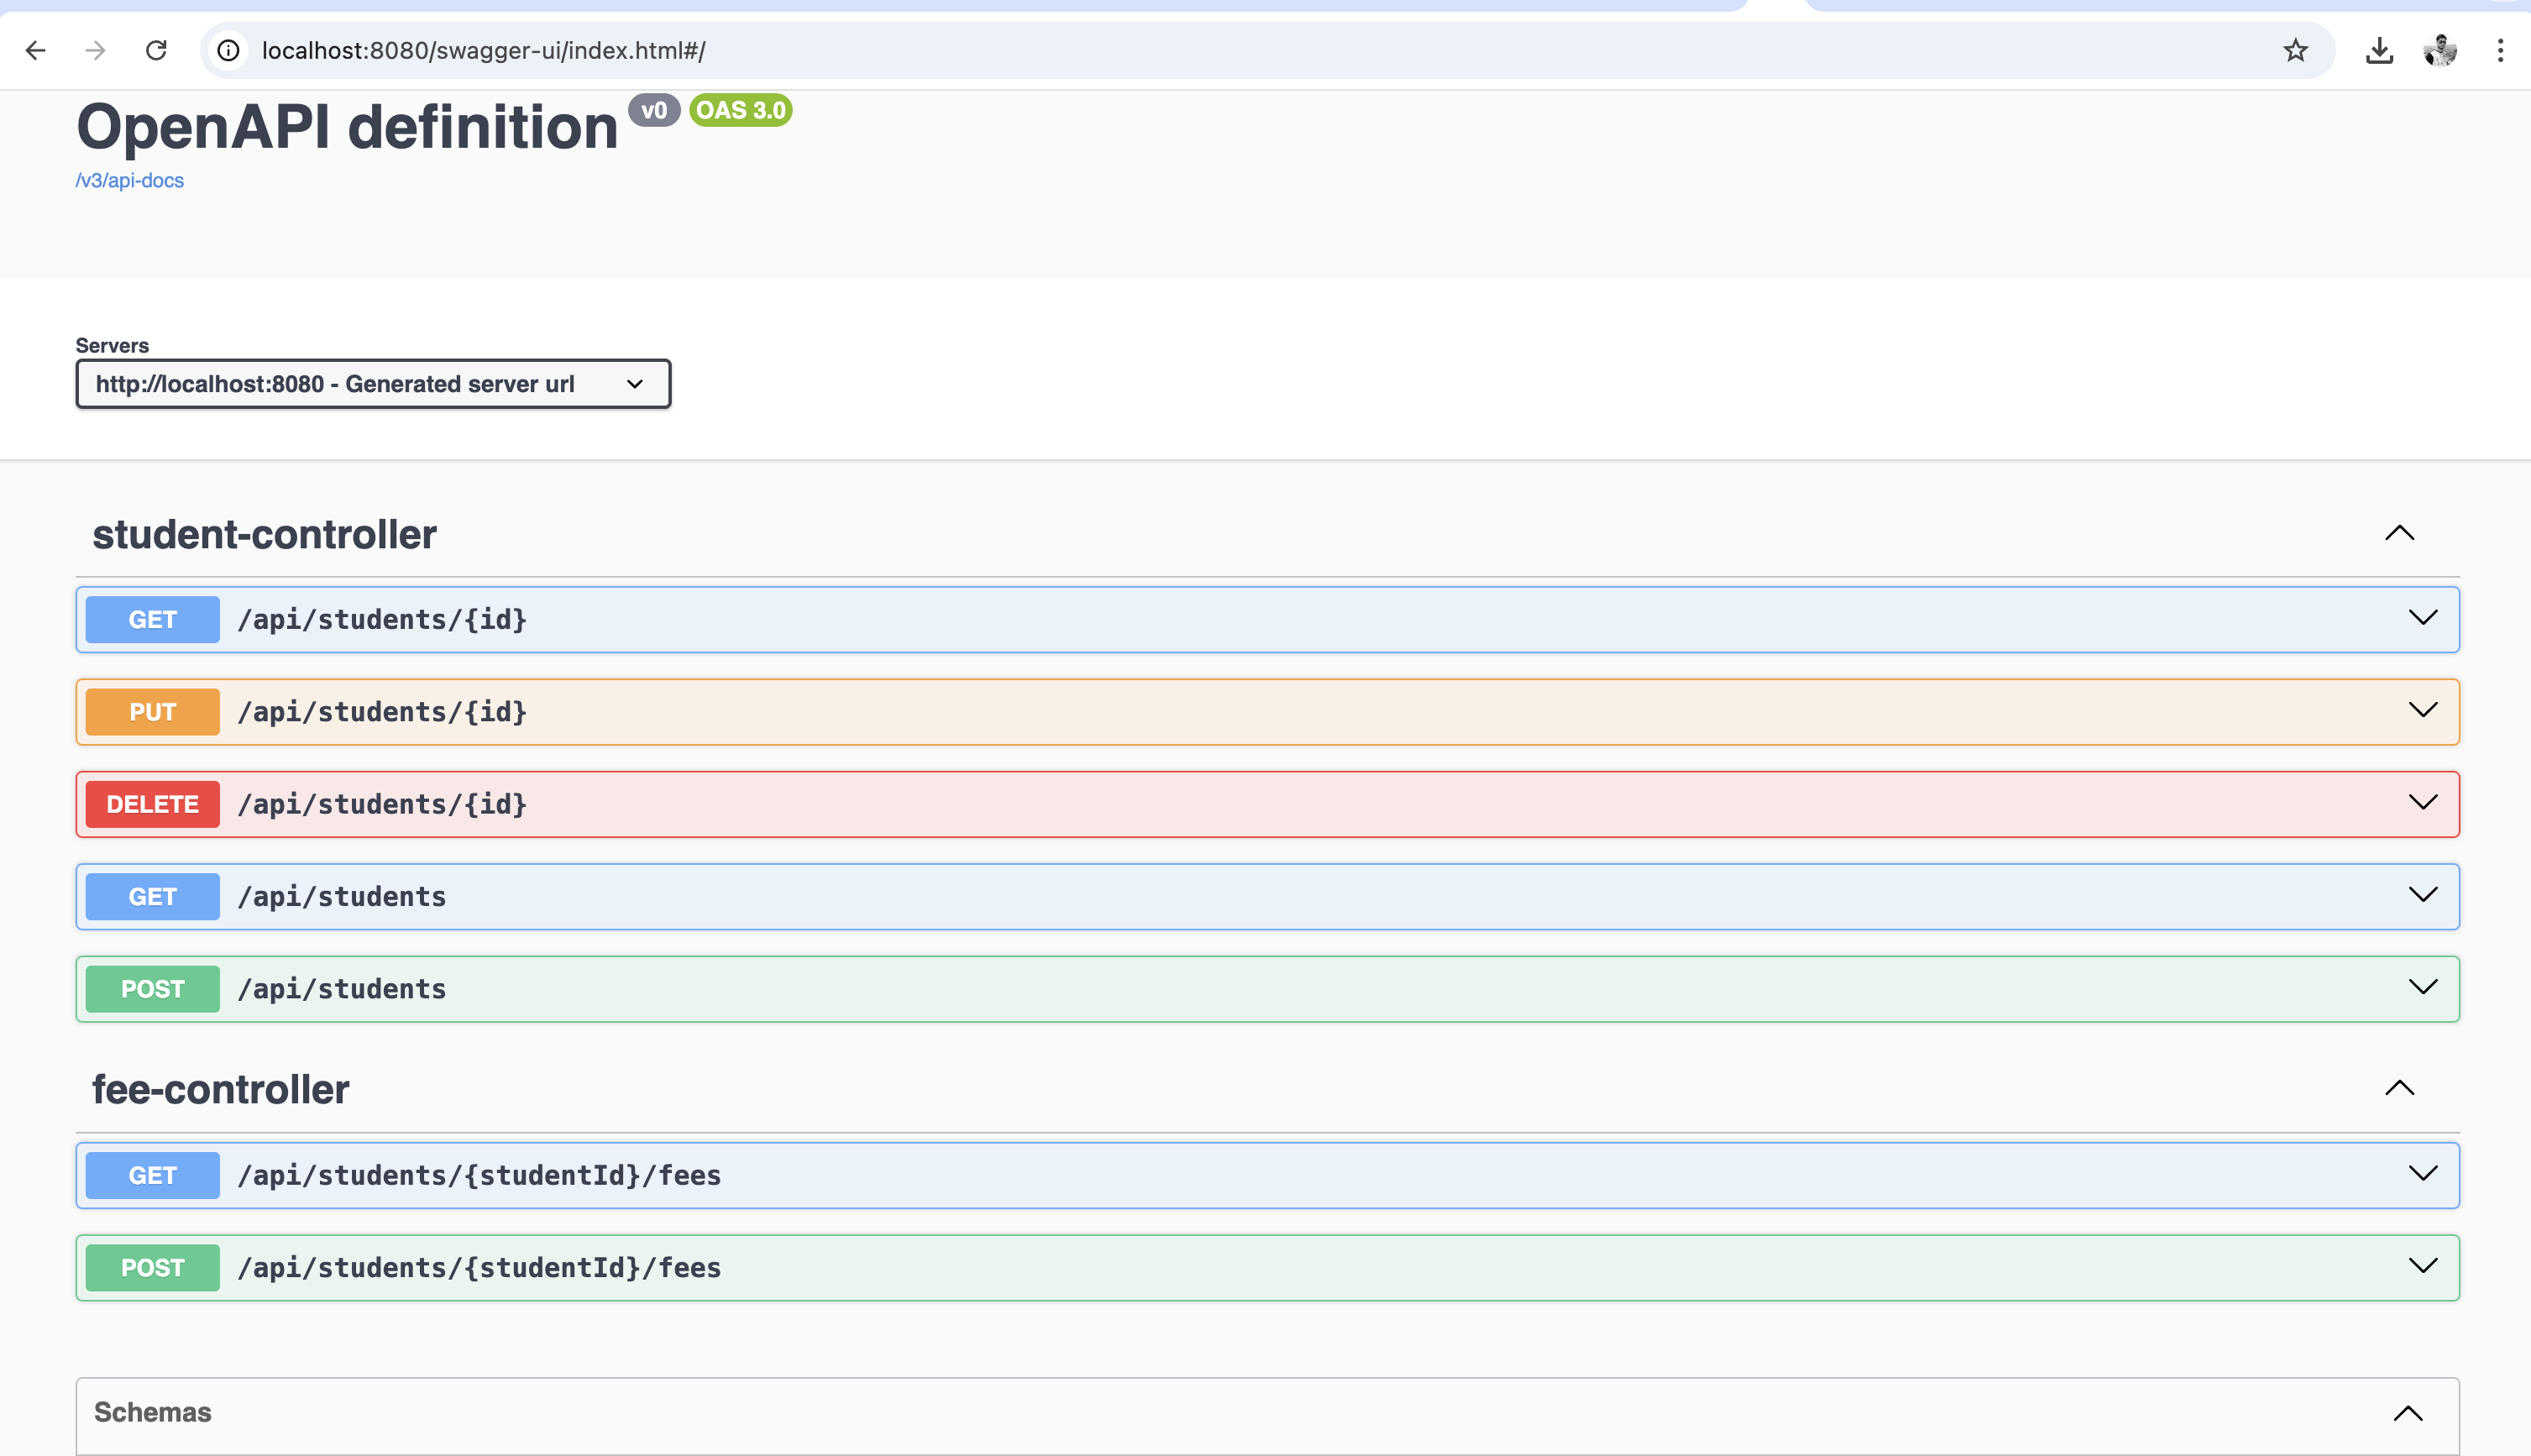 localhost:8080/swagger-ui/index.html#/
OpenAPI definition v0 OAS 3.0
/v3/api-docs
Servers
http://localhost:8080 - Generated server url
student-controller
GET /api/students/{id}
PUT /api/students/{id}
DELETE /api/students/{id}
GET /api/students
POST /api/students
fee-controller
GET /api/students/{studentId}/fees
POST /api/students/{studentId}/fees
Schemas